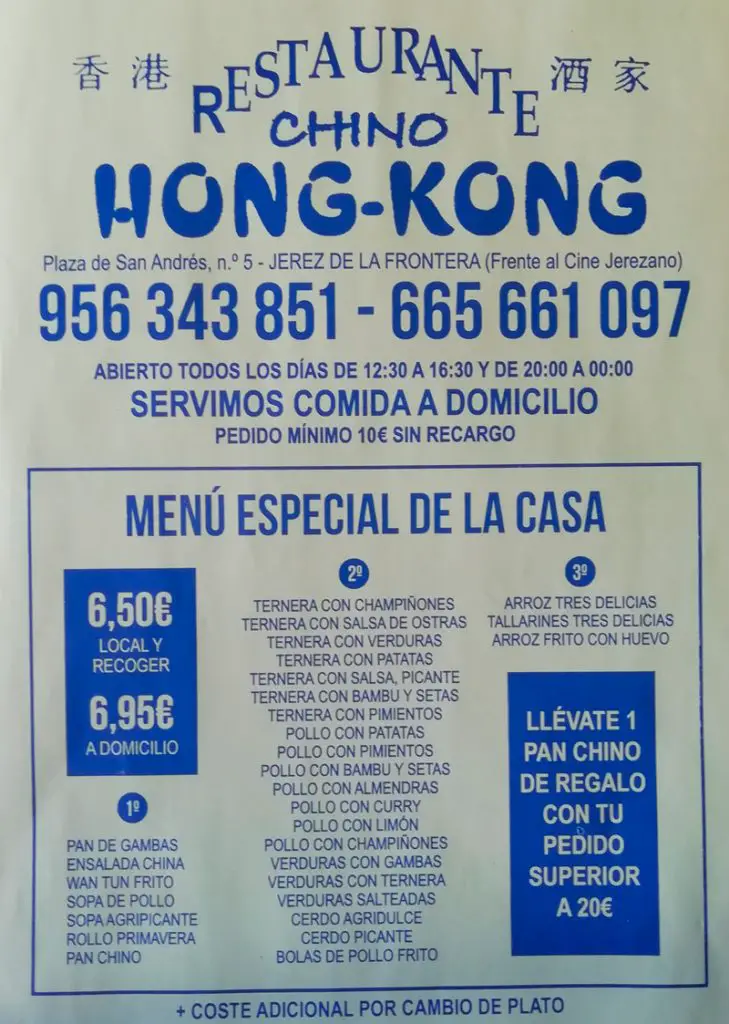 香港 RESTAURANTE 酒家
CHINO
HONG-KONG
Plaza de San Andrés, n.º 5 - JEREZ DE LA FRONTERA (Frente al Cine Jerezano)
956 343 851 - 665 661 097
ABIERTO TODOS LOS DÍAS DE 12:30 A 16:30 Y DE 20:00 A 00:00
SERVIMOS COMIDA A DOMICILIO
PEDIDO MÍNIMO 10€ SIN RECARGO
MENÚ ESPECIAL DE LA CASA
6,50€
LOCAL Y
RECOGER
6,95€
A DOMICILIO
1º
PAN DE GAMBAS
ENSALADA CHINA
WAN TUN FRITO
SOPA DE POLLO
SOPA AGRIPICANTE
ROLLO PRIMAVERA
PAN CHINO
2º
TERNERA CON CHAMPIÑONES
TERNERA CON SALSA DE OSTRAS
TERNERA CON VERDURAS
TERNERA CON PATATAS
TERNERA CON SALSA, PICANTE
TERNERA CON BAMBU Y SETAS
TERNERA CON PIMIENTOS
POLLO CON PATATAS
POLLO CON PIMIENTOS
POLLO CON BAMBU Y SETAS
POLLO CON ALMENDRAS
POLLO CON CURRY
POLLO CON LIMÓN
POLLO CON CHAMPIÑONES
VERDURAS CON GAMBAS
VERDURAS CON TERNERA
VERDURAS SALTEADAS
CERDO AGRIDULCE
CERDO PICANTE
BOLAS DE POLLO FRITO
3º
ARROZ TRES DELICIAS
TALLARINES TRES DELICIAS
ARROZ FRITO CON HUEVO
LLÉVATE 1
PAN CHINO
DE REGALO
CON TU
PEDIDO
SUPERIOR
A 20€
+ COSTE ADICIONAL POR CAMBIO DE PLATO